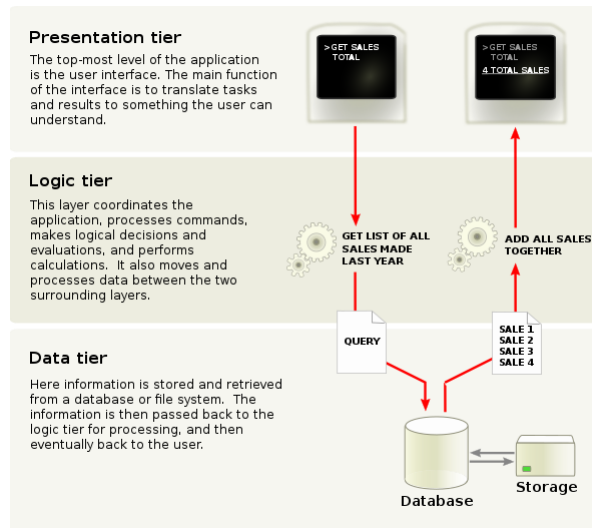 Presentation tier
The top-most level of the application
is the user interface. The main function
of the interface is to translate tasks
and results to something the user can
understand.
>GET SALES
TOTAL
>GET SALES
TOTAL
4 TOTAL SALES
Logic tier
This layer coordinates the
application, processes commands,
makes logical decisions and
evaluations, and performs
calculations.  It also moves and
processes data between the two
surrounding layers.
GET LIST OF ALL
SALES MADE
LAST YEAR
ADD ALL SALES
TOGETHER
QUERY
SALE 1
SALE 2
SALE 3
SALE 4
Data tier
Here information is stored and retrieved
from a database or file system.  The
information is then passed back to the
logic tier for processing, and then
eventually back to the user.
Database
Storage